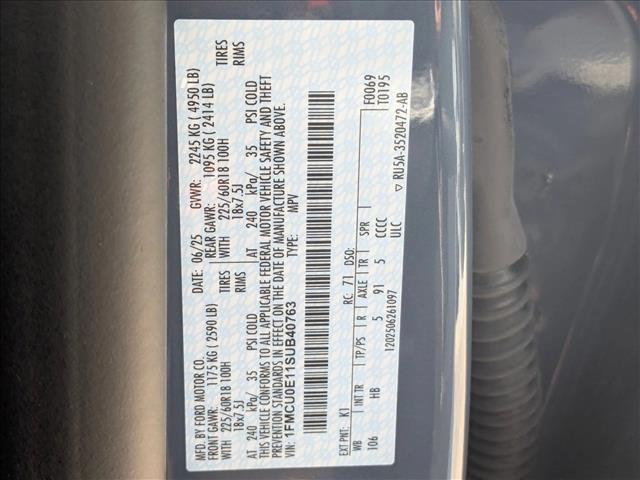 MFD. BY FORD MOTOR CO. DATE: 06/25 GVWR: 2245 KG ( 4950 LB)
FRONT GAWR: 1175 KG (2590 LB) REAR GAWR: 1095 KG ( 2414 LB)
WITH 225/60R18 100H TIRES WITH 225/60R18 100H TIRES
18x7.5J RIMS 18x7.5J RIMS
AT 240 kPa/ 35 PSI COLD AT 240 kPa/ 35 PSI COLD
THIS VEHICLE CONFORMS TO ALL APPLICABLE FEDERAL MOTOR VEHICLE SAFETY AND THEFT
PREVENTION STANDARDS IN EFFECT ON THE DATE OF MANUFACTURE SHOWN ABOVE.
VIN: 1FMCU0E11SUB40763 TYPE: MPV
F0069
T0195
EXT PNT: K1 RC: 71 DSO:
WB INT TR TP/PS R AXLE TR SPR
106 HB 5 91 5 CCCC
ULC
1202506261097 ▽ RU5A-3520472-AB